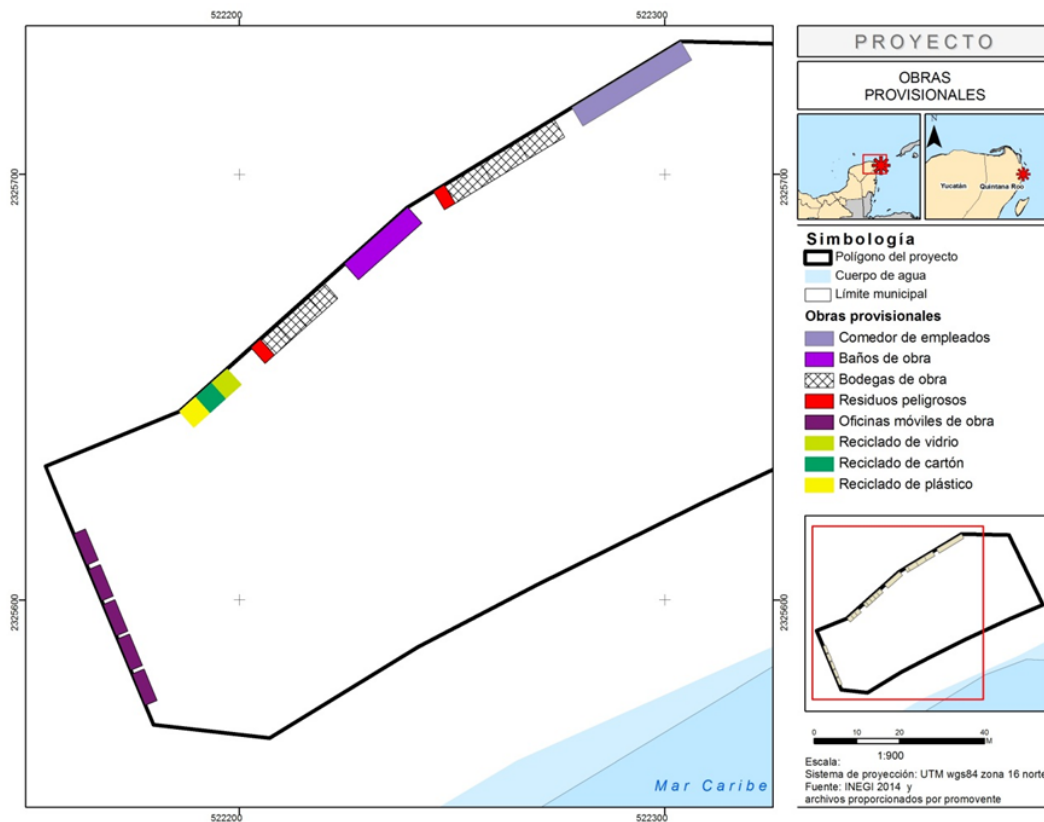 522200
522300
2325700
2325700
2325600
2325600
522200
522300
Mar Caribe
PROYECTO
OBRAS
PROVISIONALES
N
Yucatán
Quintana Roo
Simbología
Polígono del proyecto
Cuerpo de agua
Límite municipal
Obras provisionales
Comedor de empleados
Baños de obra
Bodegas de obra
Residuos peligrosos
Oficinas móviles de obra
Reciclado de vidrio
Reciclado de cartón
Reciclado de plástico
0 10 20 40
M
1:900
Escala:
Sistema de proyección: UTM wgs84 zona 16 norte
Fuente: INEGI 2014 y
archivos proporcionados por promovente